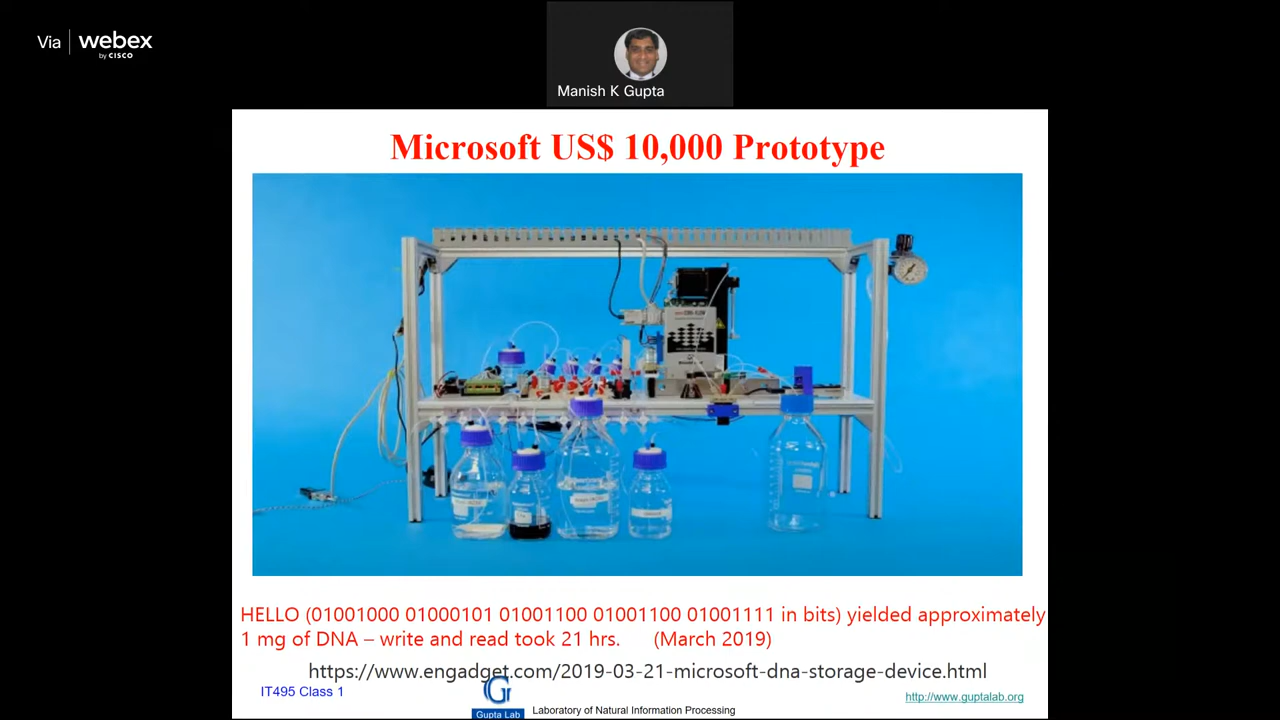 Via webex
by CISCO
Manish K Gupta
Microsoft US$ 10,000 Prototype
HELLO (01001000 01000101 01001100 01001100 01001111 in bits) yielded approximately
1 mg of DNA – write and read took 21 hrs. (March 2019)
https://www.engadget.com/2019-03-21-microsoft-dna-storage-device.html
IT495 Class 1
Gupta Lab
Laboratory of Natural Information Processing
http://www.guptalab.org